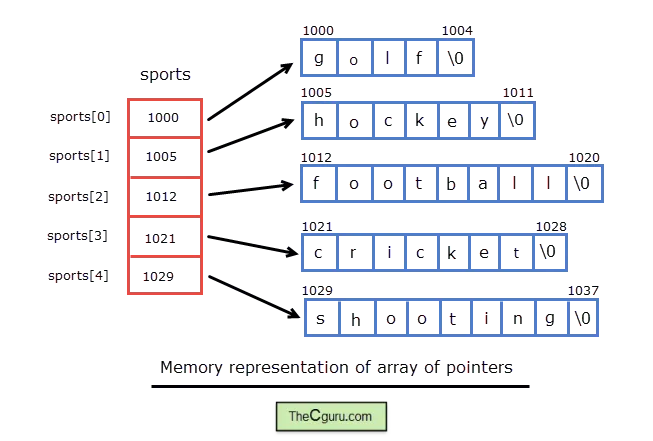 1000 1004
g o l f \0
sports
1005 1011
sports[0] 1000
h o c k e y \0
sports[1] 1005
1012 1020
f o o t b a l l \0
sports[2] 1012
1021 1028
sports[3] 1021
c r i c k e t \0
sports[4] 1029
1029 1037
s h o o t i n g \0
Memory representation of array of pointers
TheCguru.com